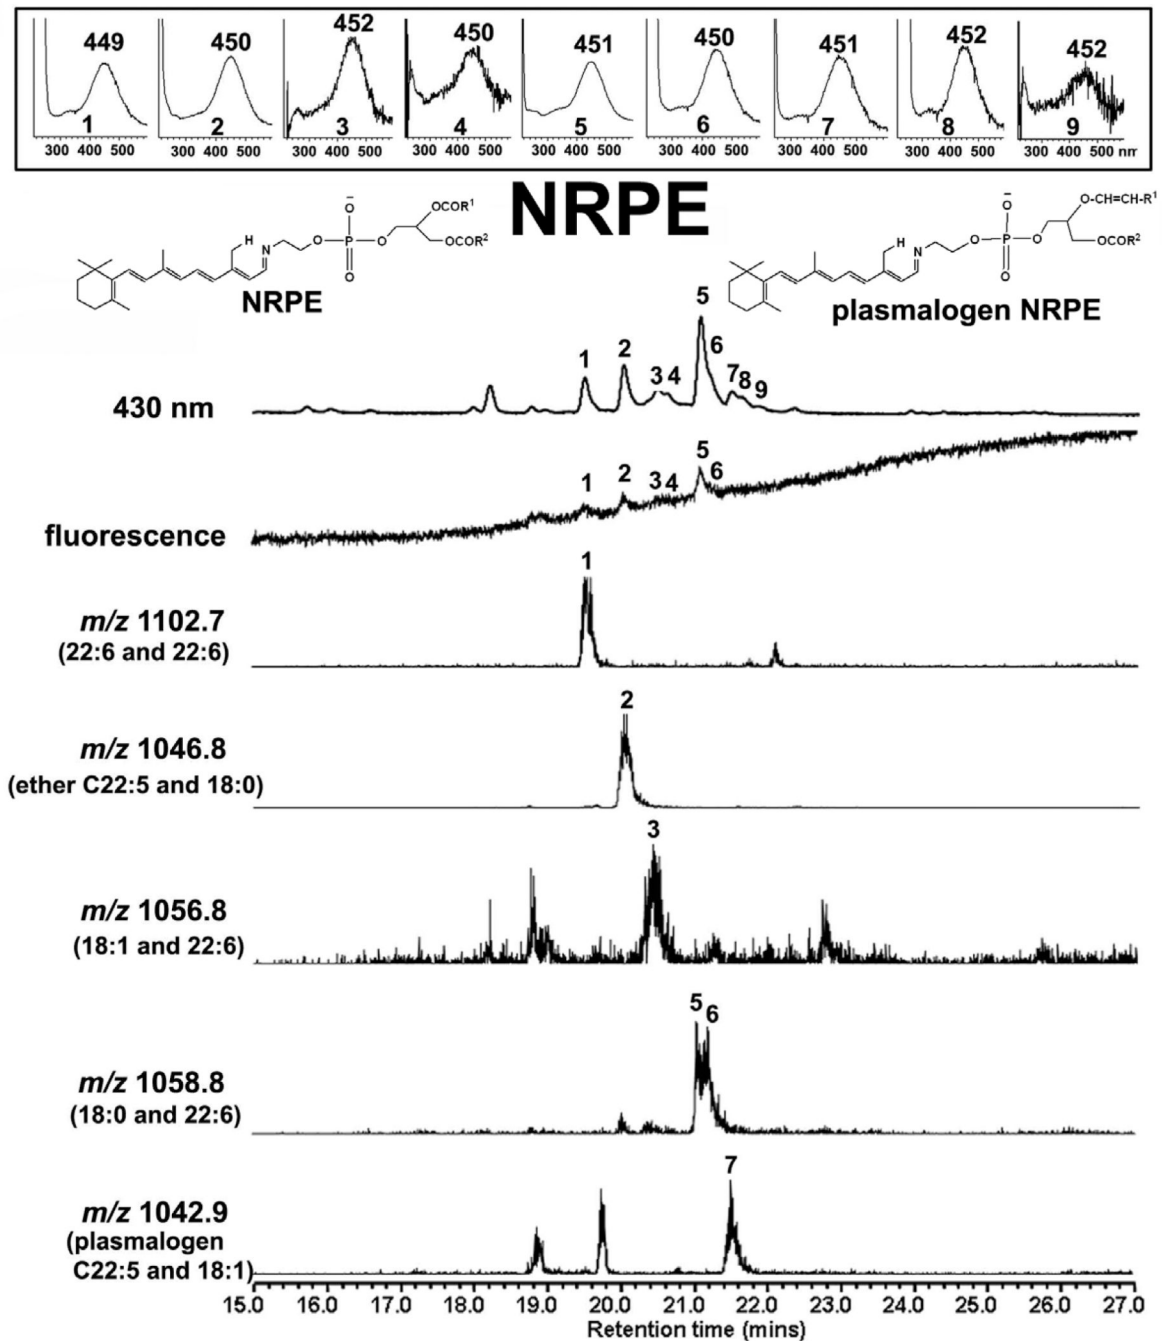 449 450 452 450 451 450 451 452 452
1 2 3 4 5 6 7 8 9
300 400 500 300 400 500 300 400 500 300 400 500 300 400 500 300 400 500 300 400 500 300 400 500 300 400 500 nm
NRPE
O⁻ OCOR¹
H N O P O OCOR²
O
NRPE
O⁻ O-CH=CH-R¹
H N O P O OCOR²
O
plasmalogen NRPE
1 2 3 4 5 6 7 8 9
430 nm
1 2 3 4 5 6
fluorescence
1
m/z 1102.7
(22:6 and 22:6)
2
m/z 1046.8
(ether C22:5 and 18:0)
3
m/z 1056.8
(18:1 and 22:6)
5 6
m/z 1058.8
(18:0 and 22:6)
7
m/z 1042.9
(plasmalogen
C22:5 and 18:1)
15.0 16.0 17.0 18.0 19.0 20.0 21.0 22.0 23.0 24.0 25.0 26.0 27.0
Retention time (mins)